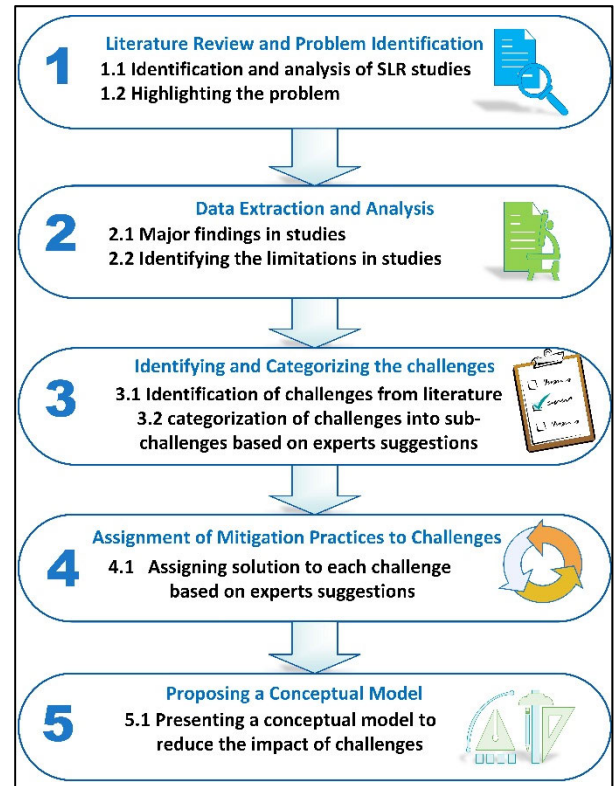 1
Literature Review and Problem Identification
1.1 Identification and analysis of SLR studies
1.2 Highlighting the problem
2
Data Extraction and Analysis
2.1 Major findings in studies
2.2 Identifying the limitations in studies
3
Identifying and Categorizing the challenges
3.1 Identification of challenges from literature
3.2 categorization of challenges into sub-
challenges based on experts suggestions
4
Assignment of Mitigation Practices to Challenges
4.1 Assigning solution to each challenge
based on experts suggestions
5
Proposing a Conceptual Model
5.1 Presenting a conceptual model to
reduce the impact of challenges